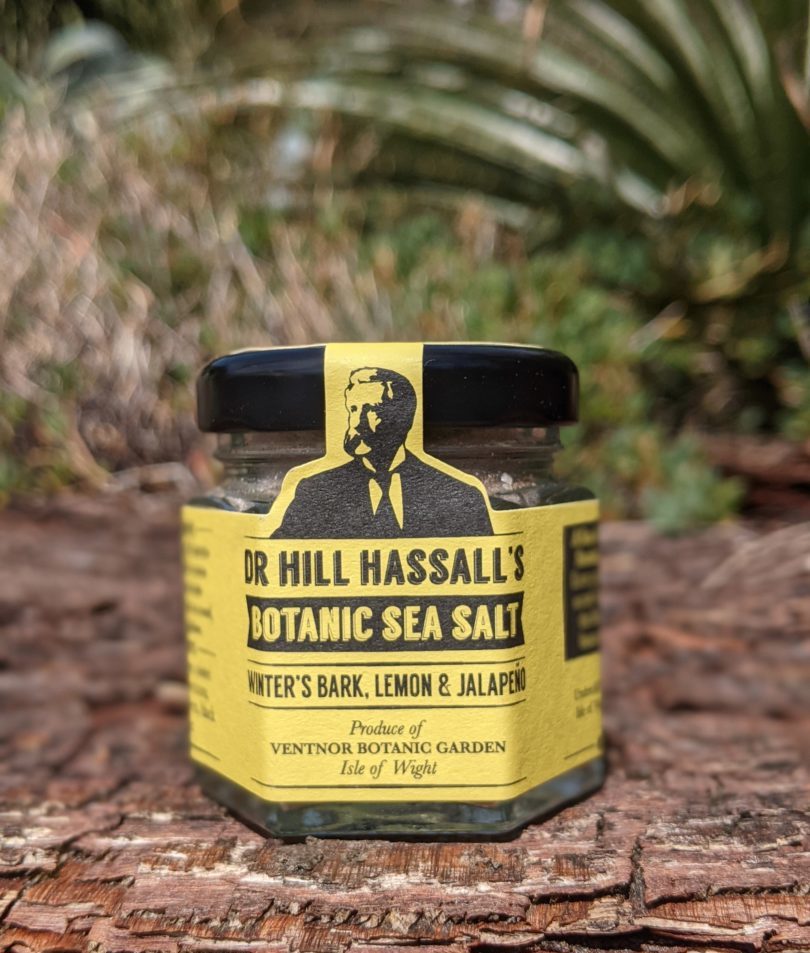 DR HILL HASSALL'S
BOTANIC SEA SALT
WINTER'S BARK, LEMON & JALAPEÑO
Produce of
VENTNOR BOTANIC GARDEN
Isle of Wight